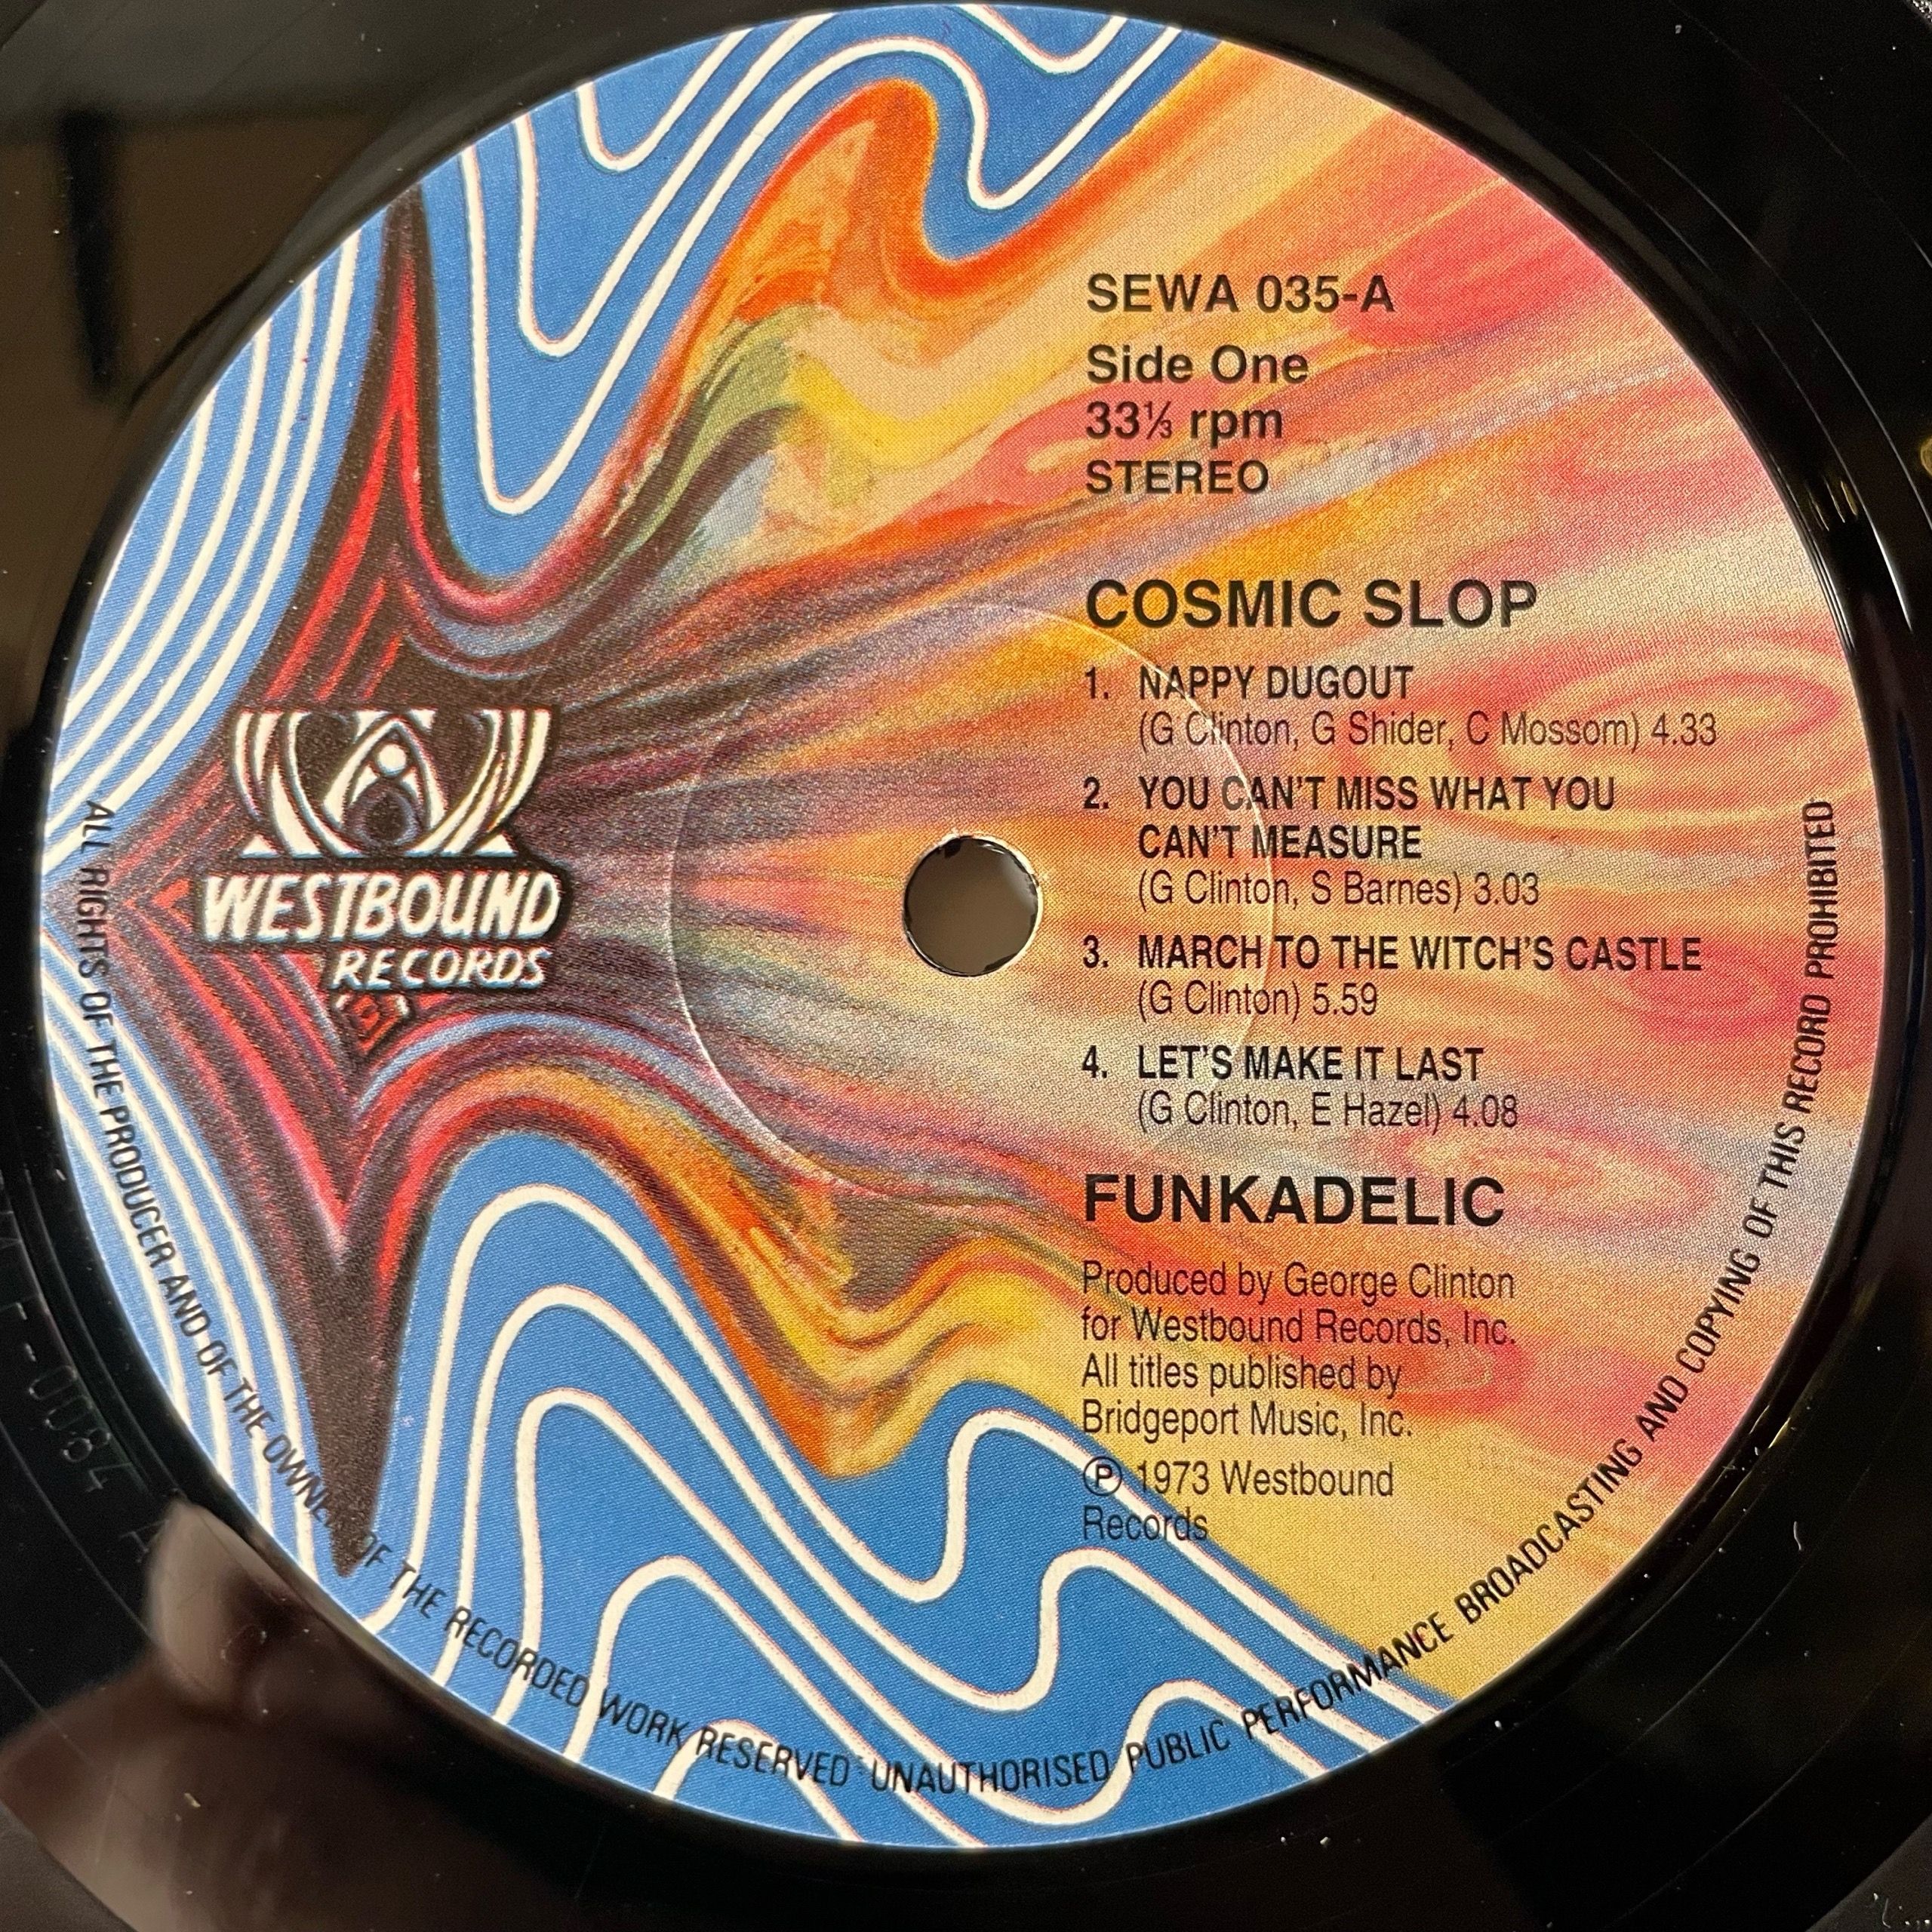 SEWA 035-A
Side One
33⅓ rpm
STEREO
COSMIC SLOP
1. NAPPY DUGOUT
(G Clinton, G Shider, C Mossom) 4.33
2. YOU CAN'T MISS WHAT YOU
CAN'T MEASURE
(G Clinton, S Barnes) 3.03
3. MARCH TO THE WITCH'S CASTLE
(G Clinton) 5.59
4. LET'S MAKE IT LAST
(G Clinton, E Hazel) 4.08
FUNKADELIC
Produced by George Clinton
for Westbound Records, Inc.
All titles published by
Bridgeport Music, Inc.
℗ 1973 Westbound
Records
WESTBOUND
RECORDS
ALL RIGHTS OF THE PRODUCER AND OF THE OWNER OF THE RECORDED WORK RESERVED UNAUTHORISED PUBLIC PERFORMANCE BROADCASTING AND COPYING OF THIS RECORD PROHIBITED